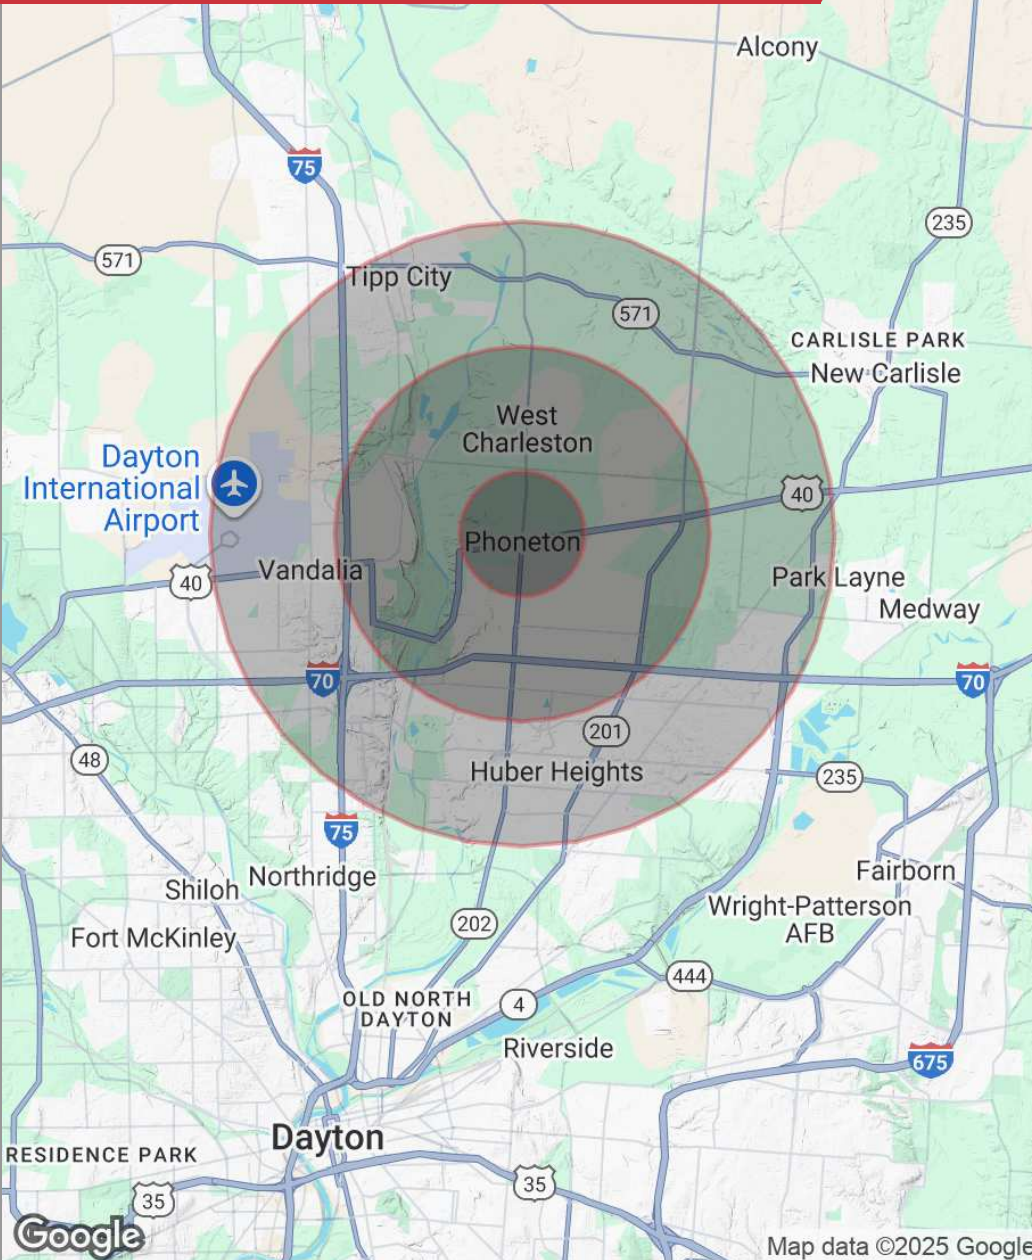 Alcony
75
235
571
Tipp City
571
CARLISLE PARK
New Carlisle
West
Charleston
Dayton
International
Airport
40
Phoneton
Vandalia
40
Park Layne
Medway
70
70
201
48
Huber Heights
235
75
Northridge
Shiloh
Fairborn
Wright-Patterson
AFB
202
Fort McKinley
444
OLD NORTH
DAYTON
4
Riverside
675
Dayton
RESIDENCE PARK
35
35
Google
Map data ©2025 Google